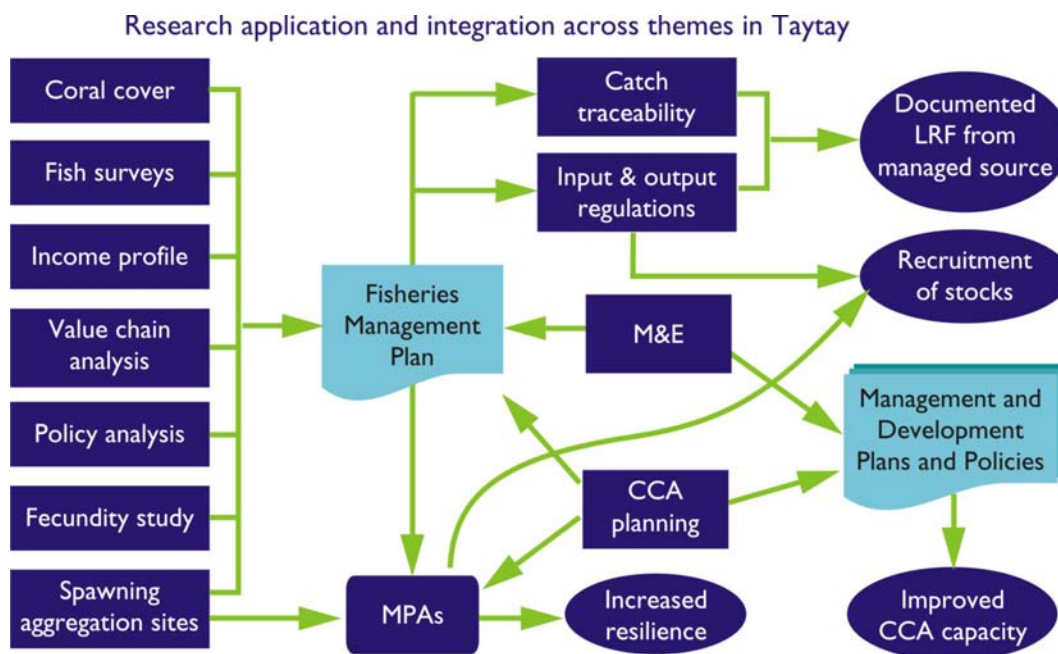 Research application and integration across themes in Taytay
Coral cover
Fish surveys
Income profile
Value chain
analysis
Policy analysis
Fecundity study
Spawning
aggregation sites
Fisheries
Management
Plan
MPAs
Catch
traceability
Input & output
regulations
M&E
CCA
planning
Increased
resilience
Documented
LRF from
managed source
Recruitment
of stocks
Management and
Development
Plans and Policies
Improved
CCA capacity